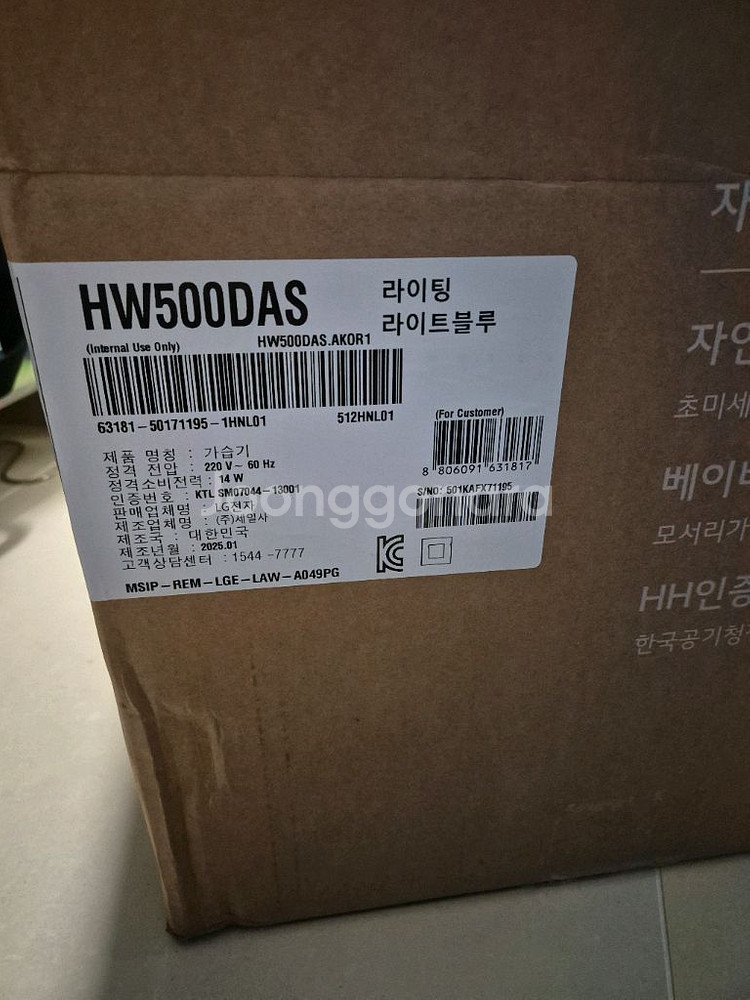 HW500DAS
라이팅
라이트블루
(Internal Use Only)
HW500DAS.AKOR1
63181-50171195-1HNL01
512HNL01
(For Customer)
8 806091 631817
S/NO: 501KAFX71195
제품 명칭 : 가습기
정격 전압 : 220 V~ 60 Hz
정격소비전력 : 14 W
인증번호 : KTL SM07044-13001
판매업체명 : LG전자
제조업체명 : (주)세일사
제조국 : 대한민국
제조년월 : 2025.01
고객상담센터 : 1544-7777
MSIP-REM-LGE-LAW-A049PG
자
자연
초미세
베이비
모서리가
HH인증
한국공기청
Joonggonara